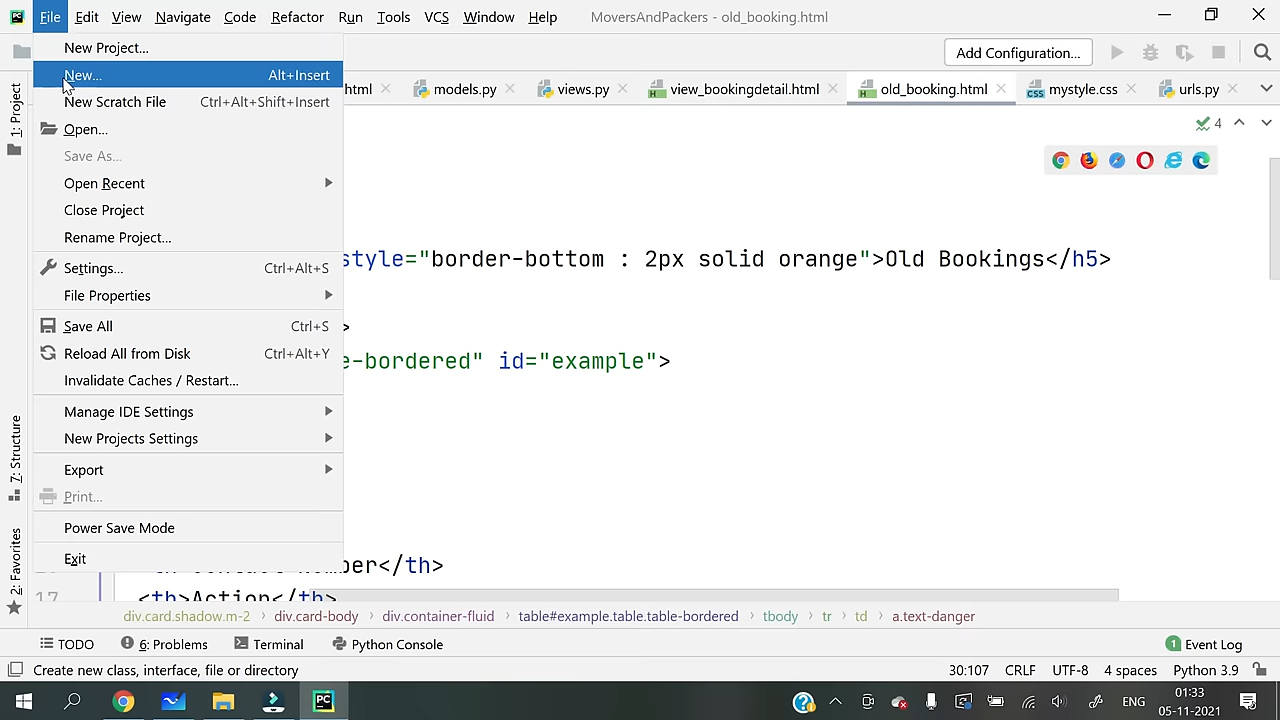 File Edit View Navigate Code Refactor Run Tools VCS Window Help MoversAndPackers - old_booking.html
New Project...
Add Configuration...
New... Alt+Insert
html models.py views.py view_bookingdetail.html old_booking.html mystyle.css urls.py
New Scratch File Ctrl+Alt+Shift+Insert
1: Project
Open...
4
Save As...
Open Recent
Close Project
Rename Project...
style="border-bottom : 2px solid orange">Old Bookings</h5>
Settings... Ctrl+Alt+S
File Properties
Save All Ctrl+S
>
Reload All from Disk Ctrl+Alt+Y
e-bordered" id="example">
Invalidate Caches / Restart...
Manage IDE Settings
New Projects Settings
7: Structure
Export
Print...
Power Save Mode
2: Favorites
Exit
</th>
17 <th>Action</th>
div.card.shadow.m-2 › div.card-body › div.container-fluid › table#example.table.table-bordered › tbody › tr › td › a.text-danger
TODO 6: Problems Terminal Python Console 1 Event Log
Create new class, interface, file or directory 30:107 CRLF UTF-8 4 spaces Python 3.9
PC ENG 01:33
05-11-2021